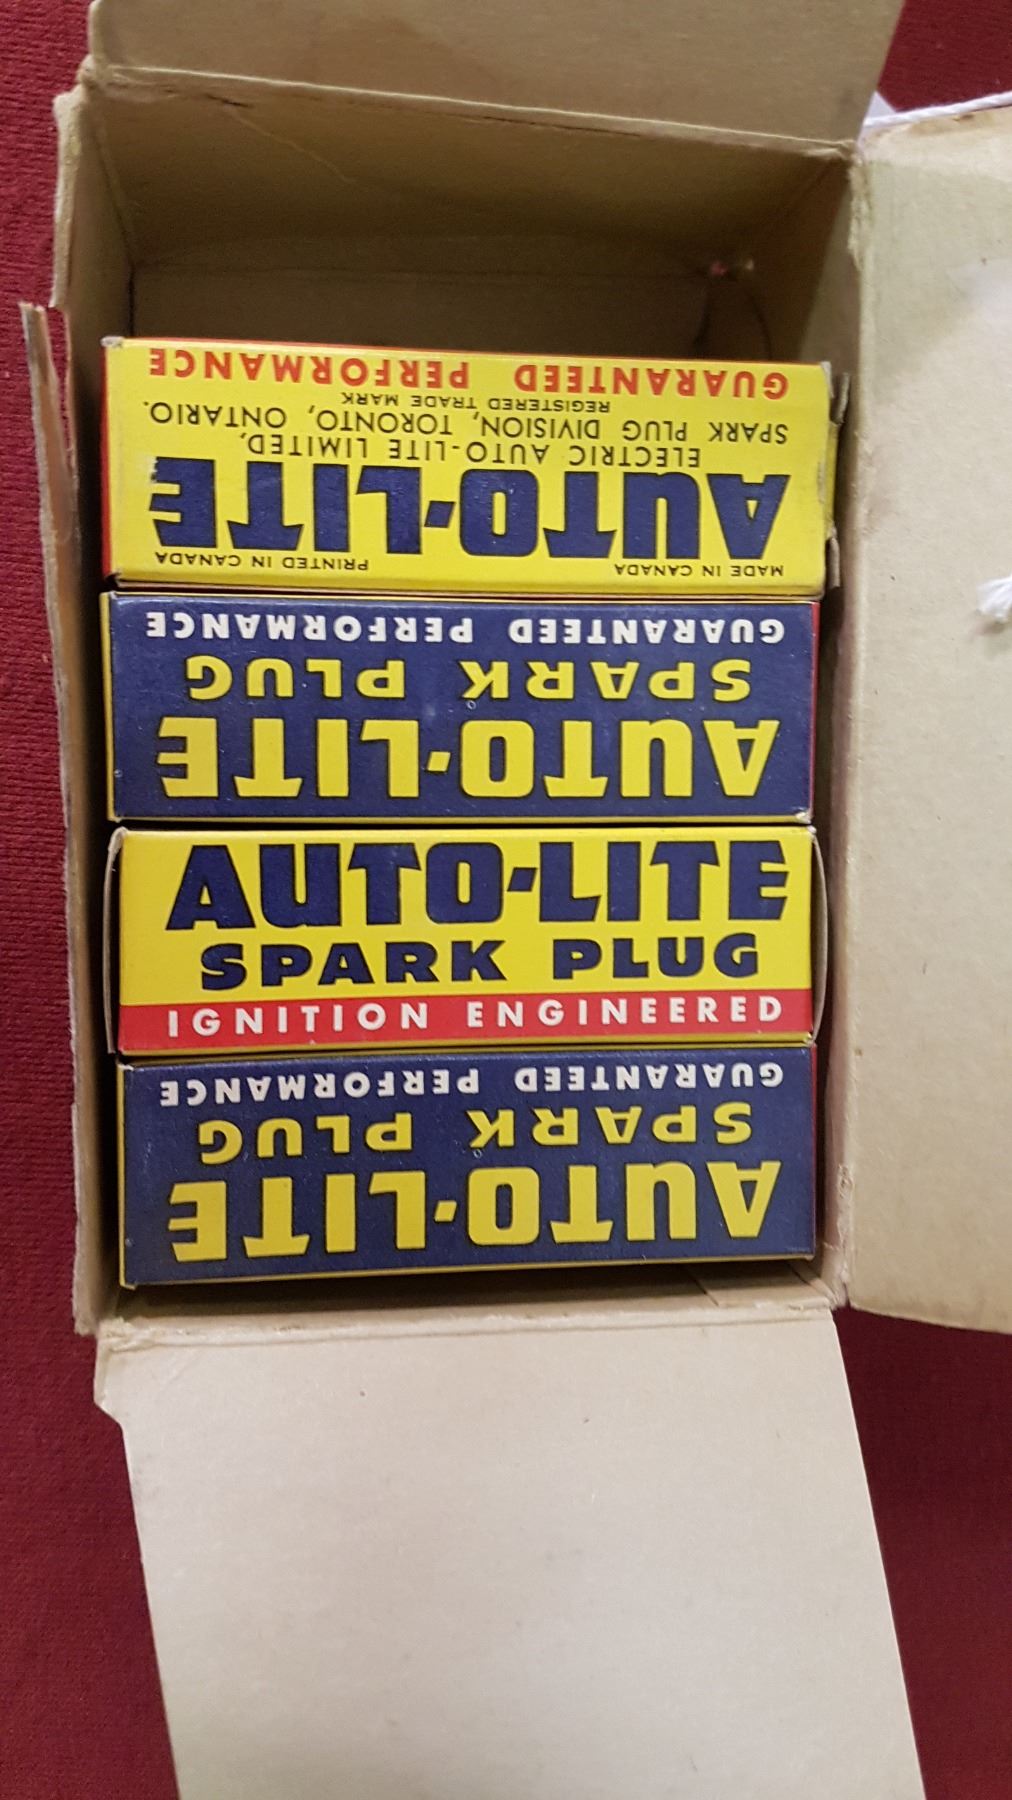 MADE IN CANADA PRINTED IN CANADA
AUTO-LITE
ELECTRIC AUTO-LITE LIMITED,
SPARK PLUG DIVISION, TORONTO, ONTARIO.
REGISTERED TRADE MARK
GUARANTEED PERFORMANCE
AUTO-LITE
SPARK PLUG
GUARANTEED PERFORMANCE
AUTO-LITE
SPARK PLUG
IGNITION ENGINEERED
AUTO-LITE
SPARK PLUG
GUARANTEED PERFORMANCE